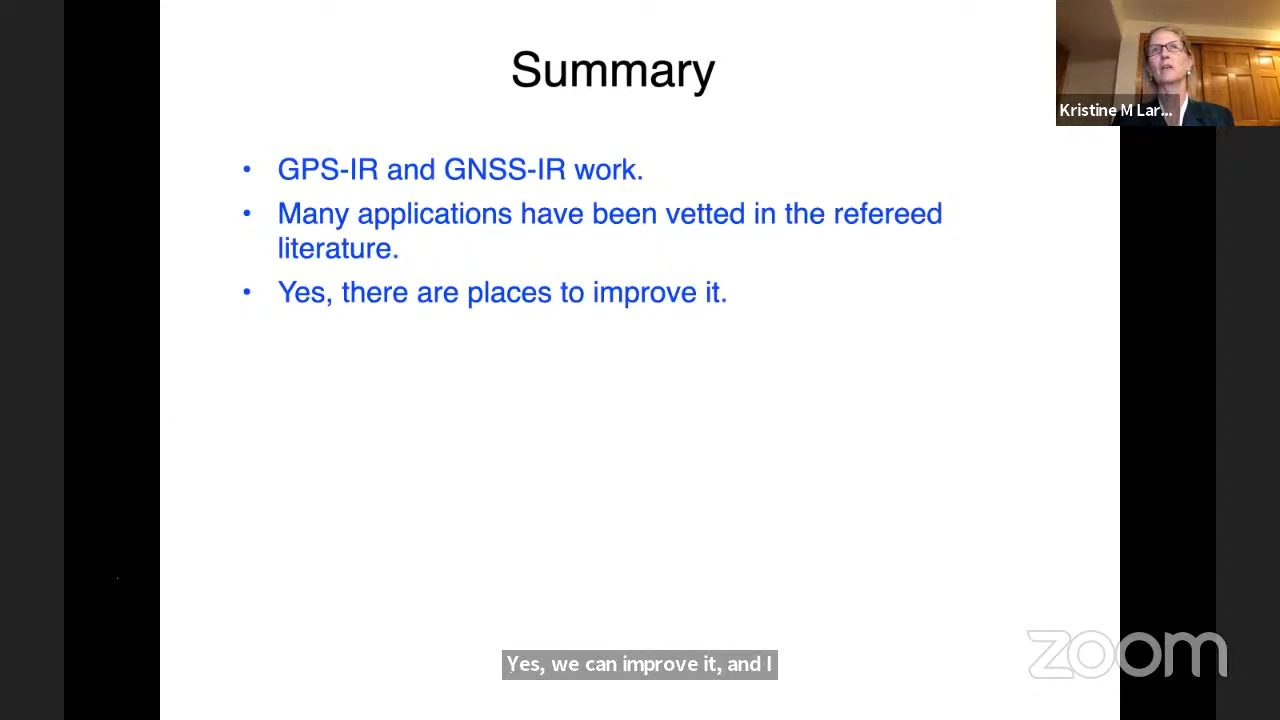 Summary
Kristine M Lar...
• GPS-IR and GNSS-IR work.
• Many applications have been vetted in the refereed
literature.
• Yes, there are places to improve it.
Yes, we can improve it, and I
zoom